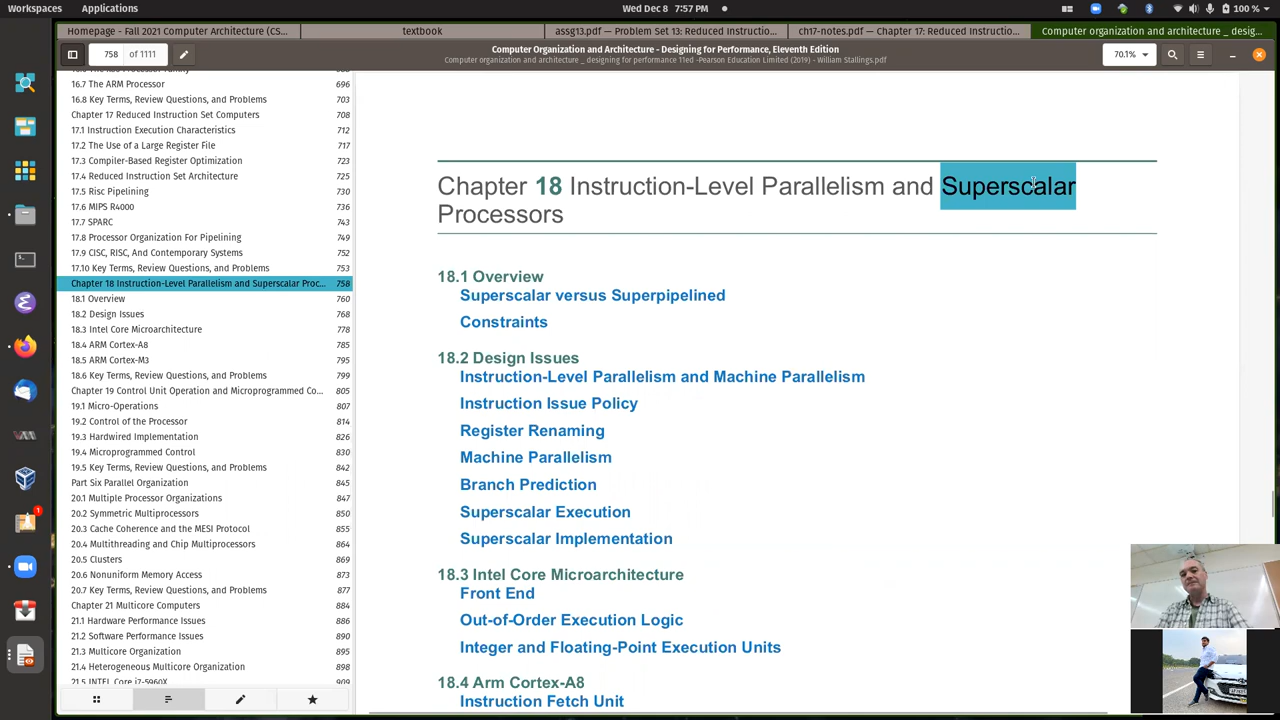 Workspaces Applications Wed Dec 8 7:57 PM 100 %
Homepage - Fall 2021 Computer Architecture (CS... textbook assg13.pdf — Problem Set 13: Reduced Instructio... ch17-notes.pdf — Chapter 17: Reduced Instructio... Computer organization and architecture _ desig...
758 of 1111 Computer Organization and Architecture - Designing for Performance, Eleventh Edition 70.1%
Computer organization and architecture _ designing for performance 11ed -Pearson Education Limited (2019) - William Stallings.pdf
16.7 The ARM Processor 696
16.8 Key Terms, Review Questions, and Problems 703
Chapter 17 Reduced Instruction Set Computers 708
17.1 Instruction Execution Characteristics 712
17.2 The Use of a Large Register File 717
17.3 Compiler-Based Register Optimization 723
17.4 Reduced Instruction Set Architecture 725
17.5 Risc Pipelining 730
17.6 MIPS R4000 736
17.7 SPARC 743
17.8 Processor Organization For Pipelining 749
17.9 CISC, RISC, And Contemporary Systems 752
17.10 Key Terms, Review Questions, and Problems 753
Chapter 18 Instruction-Level Parallelism and Superscalar Proc... 758
18.1 Overview 760
18.2 Design Issues 768
18.3 Intel Core Microarchitecture 778
18.4 ARM Cortex-A8 785
18.5 ARM Cortex-M3 795
18.6 Key Terms, Review Questions, and Problems 799
Chapter 19 Control Unit Operation and Microprogrammed Co... 805
19.1 Micro-Operations 807
19.2 Control of the Processor 814
19.3 Hardwired Implementation 826
19.4 Microprogrammed Control 830
19.5 Key Terms, Review Questions, and Problems 842
Part Six Parallel Organization 845
20.1 Multiple Processor Organizations 847
20.2 Symmetric Multiprocessors 850
20.3 Cache Coherence and the MESI Protocol 855
20.4 Multithreading and Chip Multiprocessors 864
20.5 Clusters 869
20.6 Nonuniform Memory Access 873
20.7 Key Terms, Review Questions, and Problems 877
Chapter 21 Multicore Computers 884
21.1 Hardware Performance Issues 886
21.2 Software Performance Issues 890
21.3 Multicore Organization 895
21.4 Heterogeneous Multicore Organization 898
21.5 INTEL Core i7-5960X 909
1
Chapter 18 Instruction-Level Parallelism and Superscalar
Processors
18.1 Overview
Superscalar versus Superpipelined
Constraints
18.2 Design Issues
Instruction-Level Parallelism and Machine Parallelism
Instruction Issue Policy
Register Renaming
Machine Parallelism
Branch Prediction
Superscalar Execution
Superscalar Implementation
18.3 Intel Core Microarchitecture
Front End
Out-of-Order Execution Logic
Integer and Floating-Point Execution Units
18.4 Arm Cortex-A8
Instruction Fetch Unit